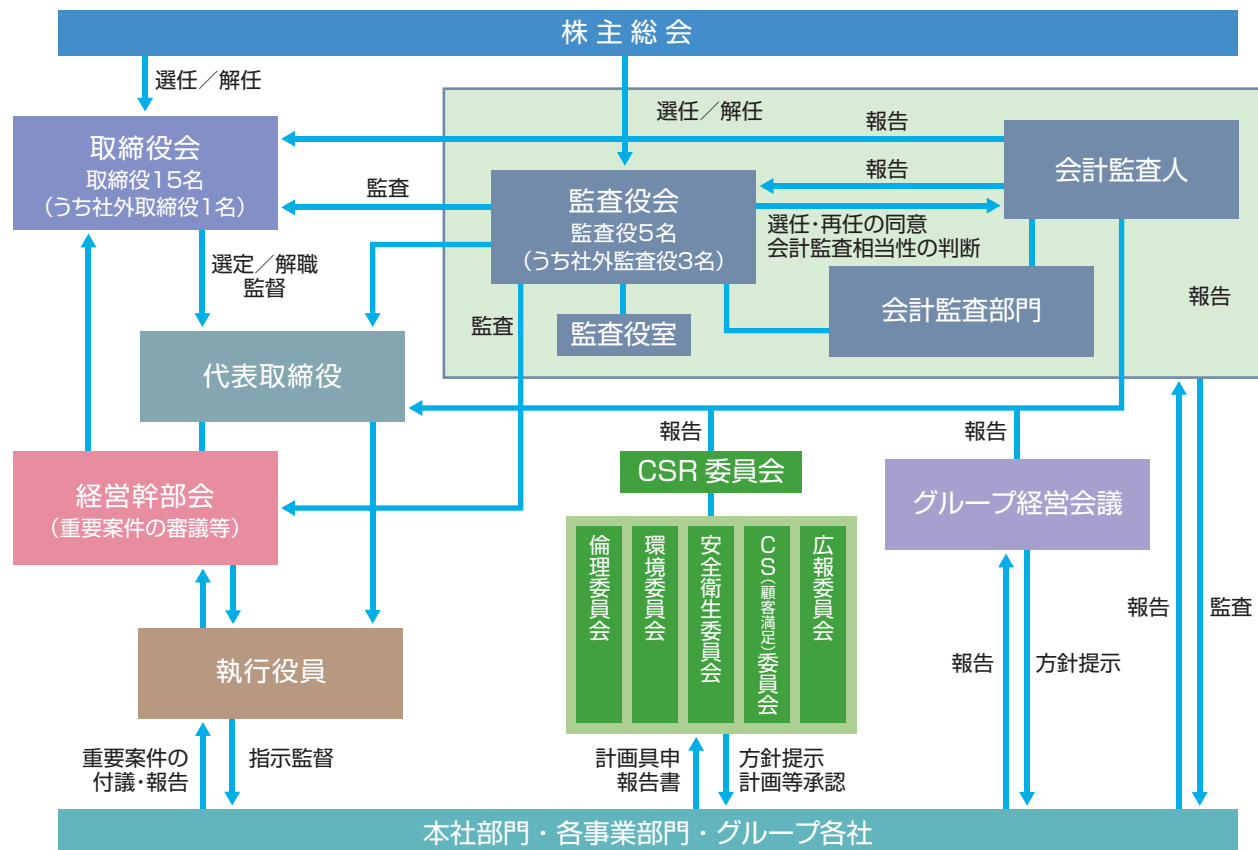 株主総会
選任／解任
選任／解任
取締役会
取締役15名
（うち社外取締役1名）
監査
監査役会
監査役5名
（うち社外監査役3名）
報告
報告
会計監査人
選任・再任の同意
会計監査相当性の判断
選定／解職
監督
監査
監査役室
会計監査部門
報告
代表取締役
報告
報告
経営幹部会
（重要案件の審議等）
CSR 委員会
グループ経営会議
倫理委員会
環境委員会
安全衛生委員会
CS（顧客満足）委員会
広報委員会
執行役員
報告
方針提示
報告
監査
重要案件の
付議・報告
指示監督
計画具申
報告書
方針提示
計画等承認
本社部門・各事業部門・グループ各社